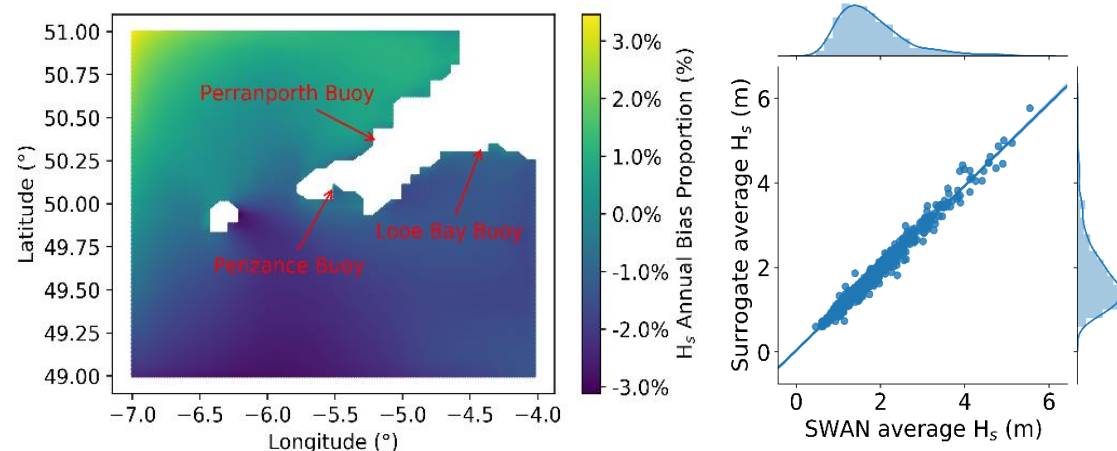 51.00
50.75
50.50
50.25
50.00
49.75
49.50
49.25
49.00
Latitude (°)
Perranporth Buoy
Looe Bay Buoy
Penzance Buoy
−7.0 −6.5 −6.0 −5.5 −5.0 −4.5 −4.0
Longitude (°)
3.0%
2.0%
1.0%
0.0%
-1.0%
-2.0%
-3.0%
Hs Annual Bias Proportion (%)
6
4
2
0
Surrogate average Hs (m)
0 2 4 6
SWAN average Hs (m)